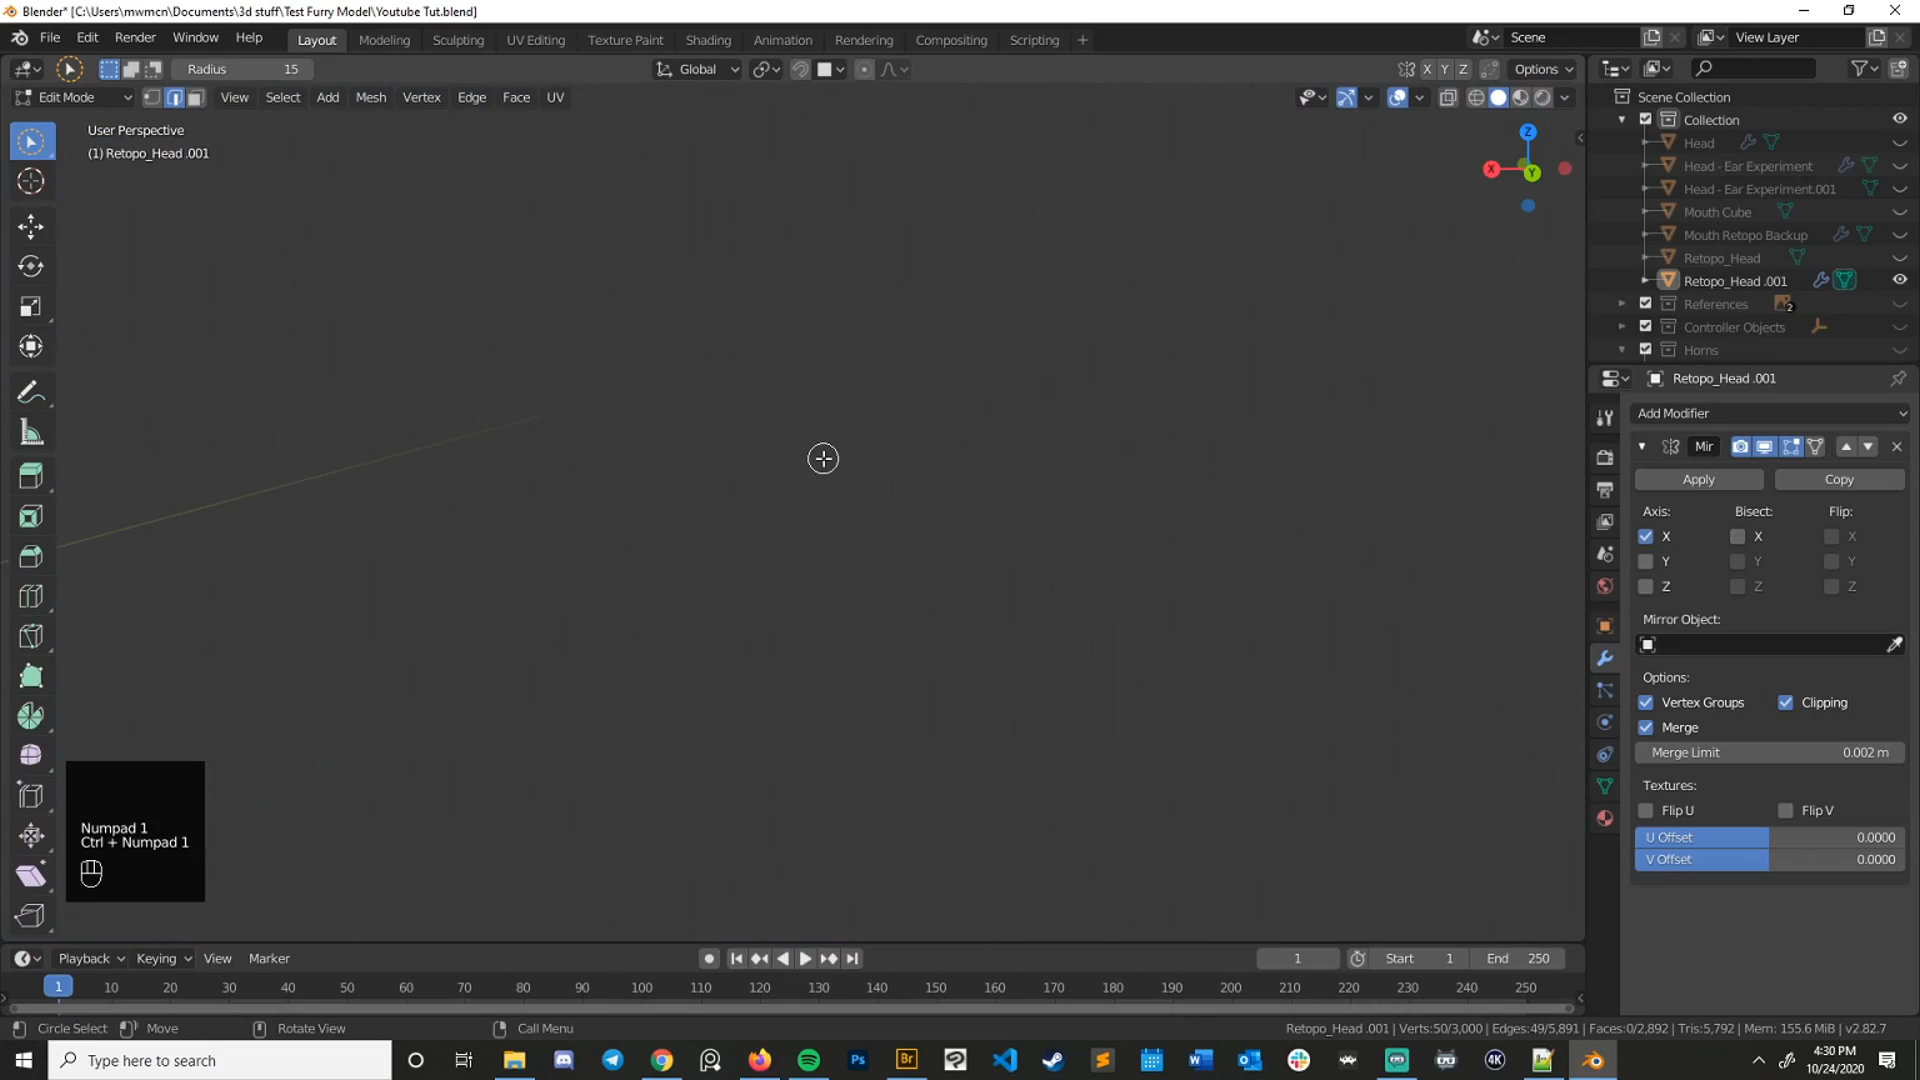 Blender* [C:\Users\mwmcn\Documents\3d stuff\Test Furry Model\Youtube Tut.blend]
File Edit Render Window Help Layout Modeling Sculpting UV Editing Texture Paint Shading Animation Rendering Compositing Scripting + Scene View Layer
Radius 15 Global X Y Z Options
Edit Mode View Select Add Mesh Vertex Edge Face UV
User Perspective
(1) Retopo_Head .001
Z
X
Y
Scene Collection
Collection
Head
Head - Ear Experiment
Head - Ear Experiment.001
Mouth Cube
Mouth Retopo Backup
Retopo_Head
Retopo_Head .001
References 2
Controller Objects
Horns
Retopo_Head .001
Add Modifier
Mir
Apply Copy
Axis: Bisect: Flip:
X X X
Y Y Y
Z Z Z
Mirror Object:
Options:
Vertex Groups Clipping
Merge
Merge Limit 0.002 m
Textures:
Flip U Flip V
U Offset 0.0000
V Offset 0.0000
Numpad 1
Ctrl + Numpad 1
Playback Keying View Marker 1 Start 1 End 250
1 10 20 30 40 50 60 70 80 90 100 110 120 130 140 150 160 170 180 190 200 210 220 230 240 250
Circle Select Move Rotate View Call Menu Retopo_Head .001 | Verts:50/3,000 | Edges:49/5,891 | Faces:0/2,892 | Tris:5,792 | Mem: 155.6 MiB | v2.82.7
Type here to search Ps Br W 4K 4:30 PM
10/24/2020